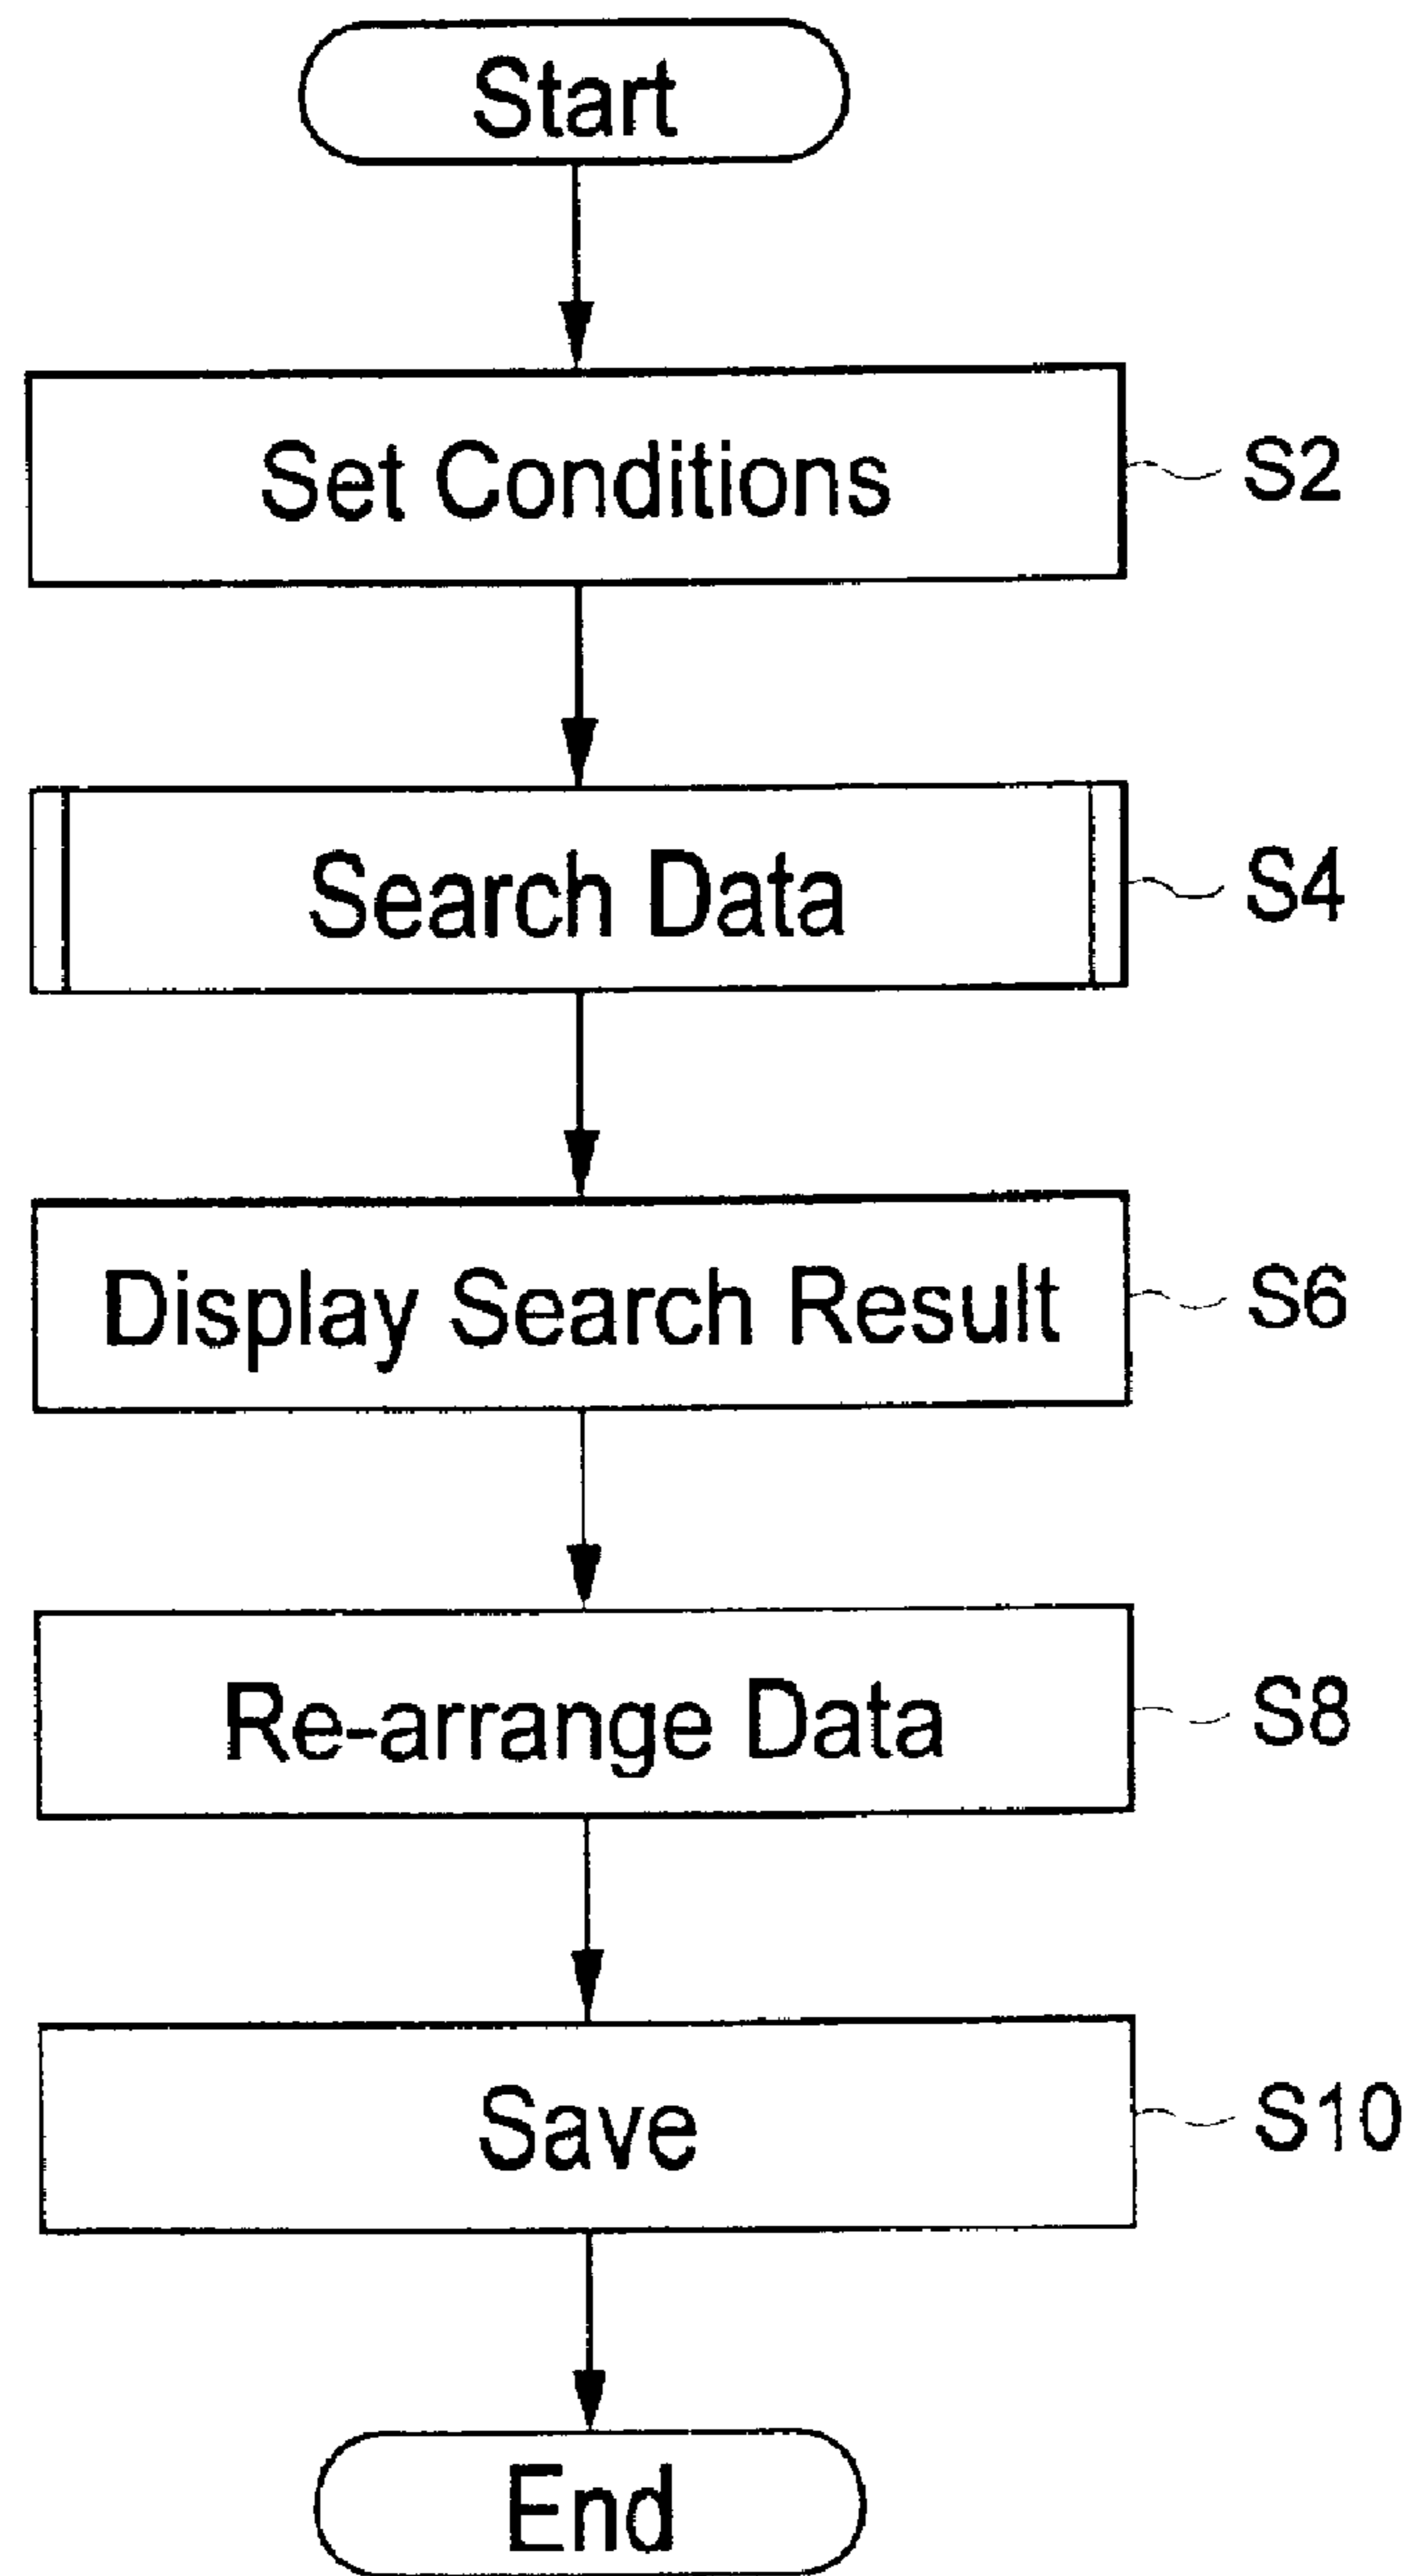 Start
Set Conditions
S2
Search Data
S4
Display Search Result
S6
Re-arrange Data
S8
Save
S10
End